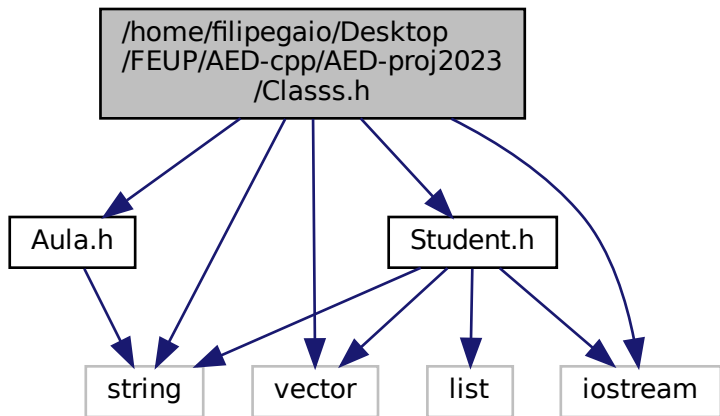 /home/filipegaio/Desktop
/FEUP/AED-cpp/AED-proj2023
/Classs.h
Aula.h
Student.h
string
vector
list
iostream